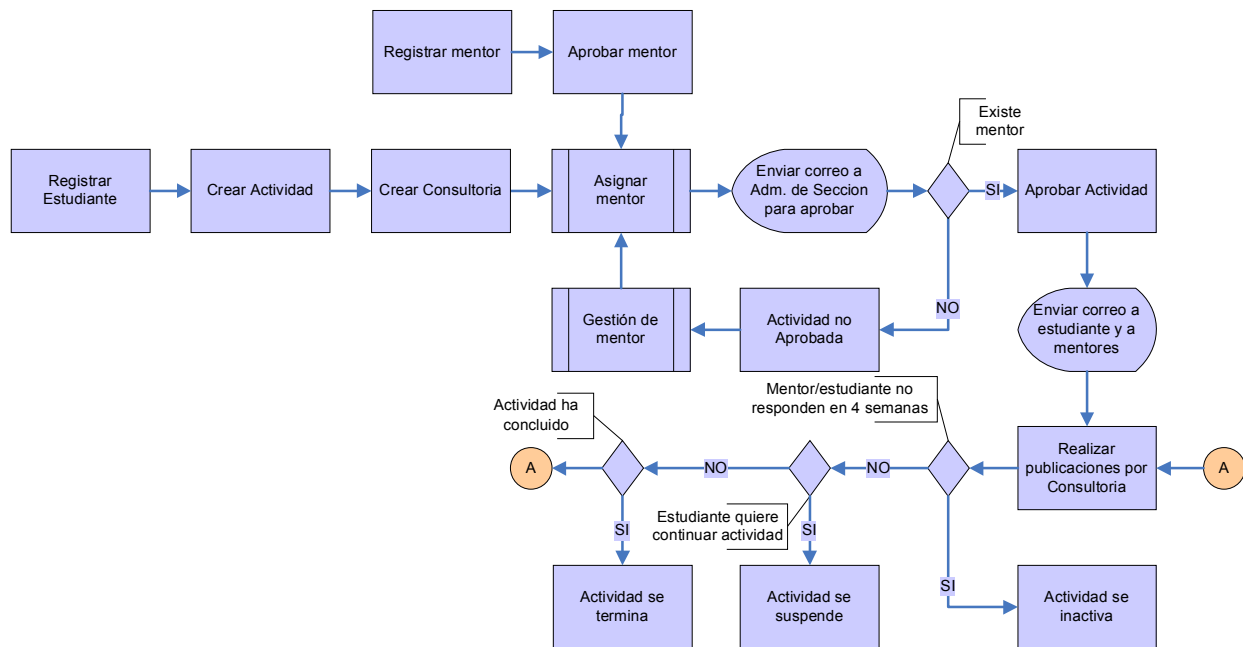 Registrar mentor
Aprobar mentor
Existe
mentor
Registrar
Estudiante
Crear Actividad
Crear Consultoria
Asignar
mentor
Enviar correo a
Adm. de Seccion
para aprobar
SI
Aprobar Actividad
NO
Gestión de
mentor
Actividad no
Aprobada
Enviar correo a
estudiante y a
mentores
Mentor/estudiante no
responden en 4 semanas
Actividad ha
concluido
A
NO
NO
Realizar
publicaciones por
Consultoria
A
Estudiante quiere
continuar actividad
SI
SI
SI
Actividad se
termina
Actividad se
suspende
Actividad se
inactiva